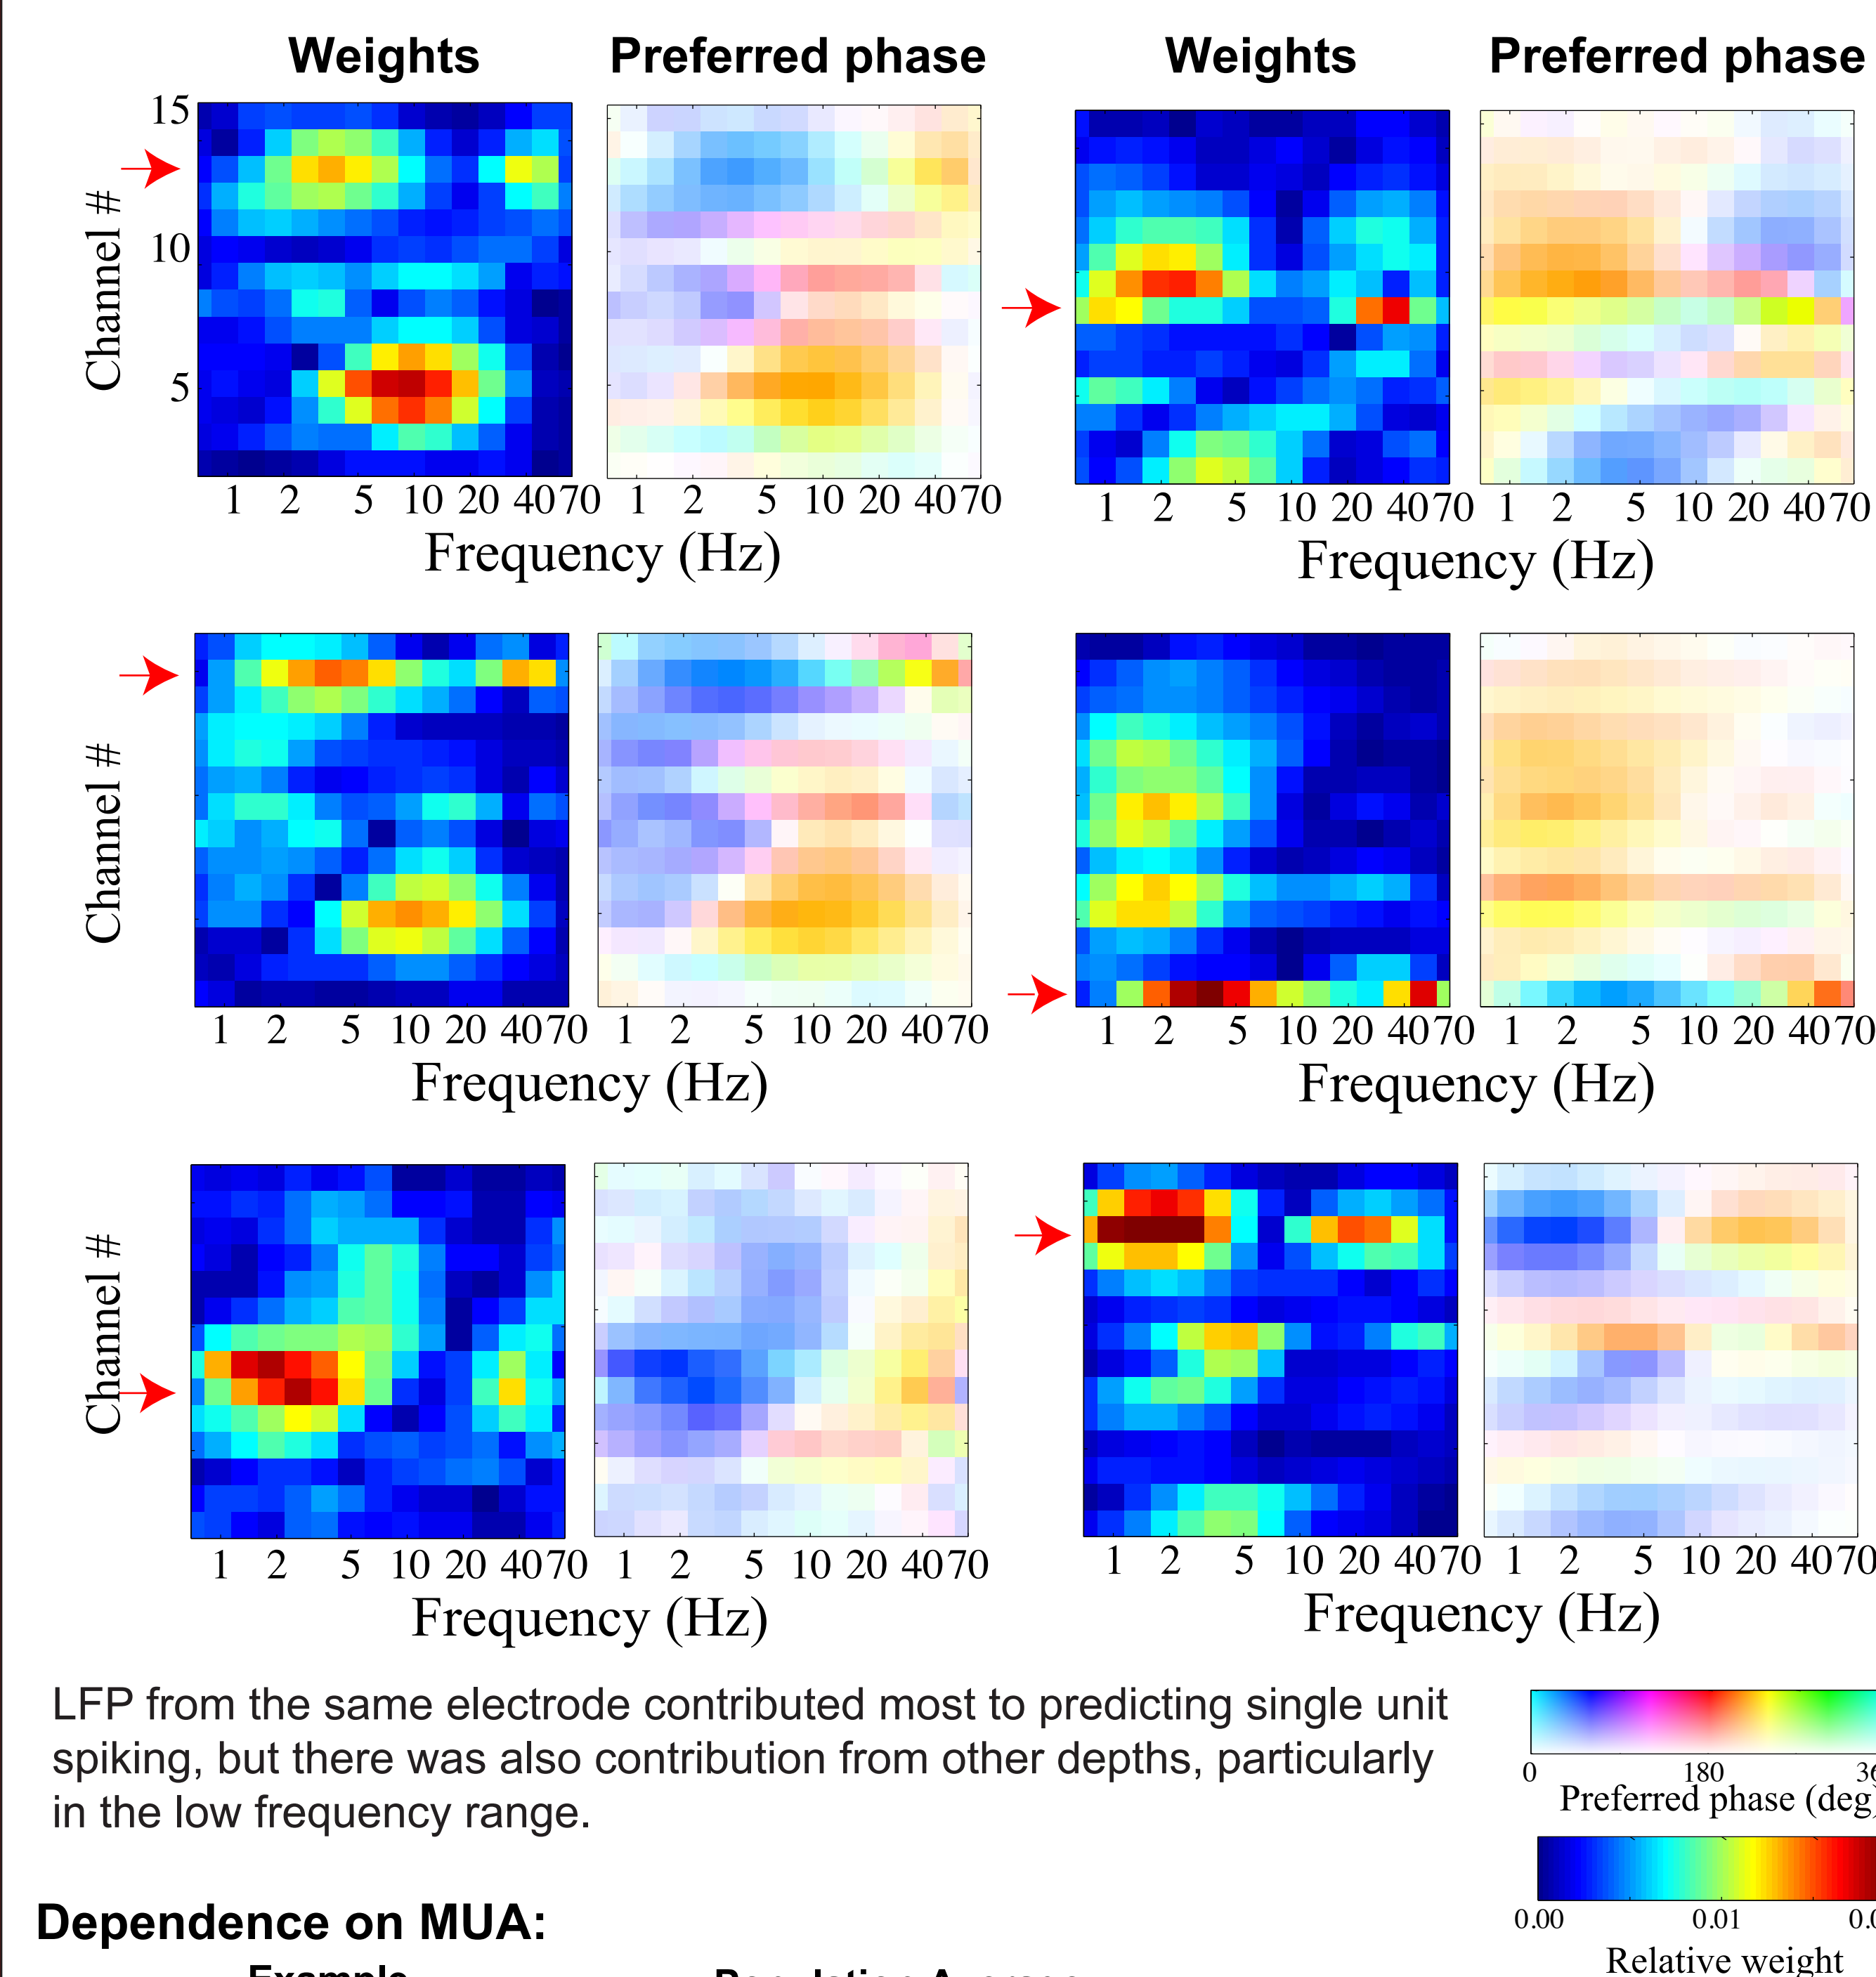 Weights Preferred phase Weights Preferred phase
15
10
5
Channel #
1 2 5 10 20 40 70 1 2 5 10 20 40 70 1 2 5 10 20 40 70 1 2 5 10 20 40 70
Frequency (Hz) Frequency (Hz)
Channel #
1 2 5 10 20 40 70 1 2 5 10 20 40 70 1 2 5 10 20 40 70 1 2 5 10 20 40 70
Frequency (Hz) Frequency (Hz)
Channel #
1 2 5 10 20 40 70 1 2 5 10 20 40 70 1 2 5 10 20 40 70 1 2 5 10 20 40 70
Frequency (Hz) Frequency (Hz)
LFP from the same electrode contributed most to predicting single unit
spiking, but there was also contribution from other depths, particularly
in the low frequency range.
0 180
Preferred phase (deg)
0.00 0.01
Relative weight
Dependence on MUA:
Example
Population Average